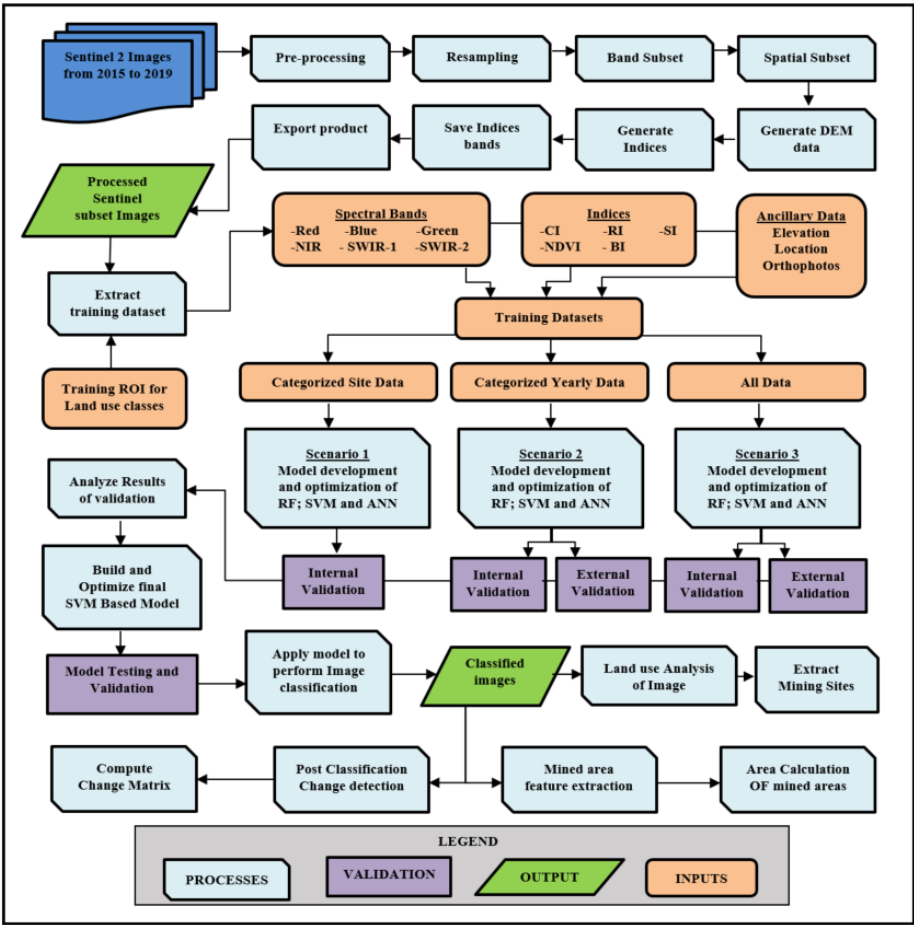 Sentinel 2 Images
from 2015 to 2019
Pre-processing
Resampling
Band Subset
Spatial Subset
Export product
Save Indices
bands
Generate
Indices
Generate DEM
data
Processed
Sentinel
subset Images
Spectral Bands
-Red -Blue -Green
-NIR - SWIR-1 -SWIR-2
Indices
-CI -RI -SI
-NDVI - BI
Ancillary Data
Elevation
Location
Orthophotos
Extract
training dataset
Training Datasets
Training ROI for
Land use classes
Categorized Site Data
Categorized Yearly Data
All Data
Scenario 1
Model development
and optimization of
RF; SVM and ANN
Scenario 2
Model development
and optimization of
RF; SVM and ANN
Scenario 3
Model development
and optimization of
RF; SVM and ANN
Analyze Results
of validation
Internal
Validation
Internal
Validation
External
Validation
Internal
Validation
External
Validation
Build and
Optimize final
SVM Based Model
Model Testing and
Validation
Apply model to
perform Image
classification
Classified
images
Land use Analysis
of Image
Extract
Mining Sites
Compute
Change Matrix
Post Classification
Change detection
Mined area
feature extraction
Area Calculation
OF mined areas
LEGEND
PROCESSES
VALIDATION
OUTPUT
INPUTS